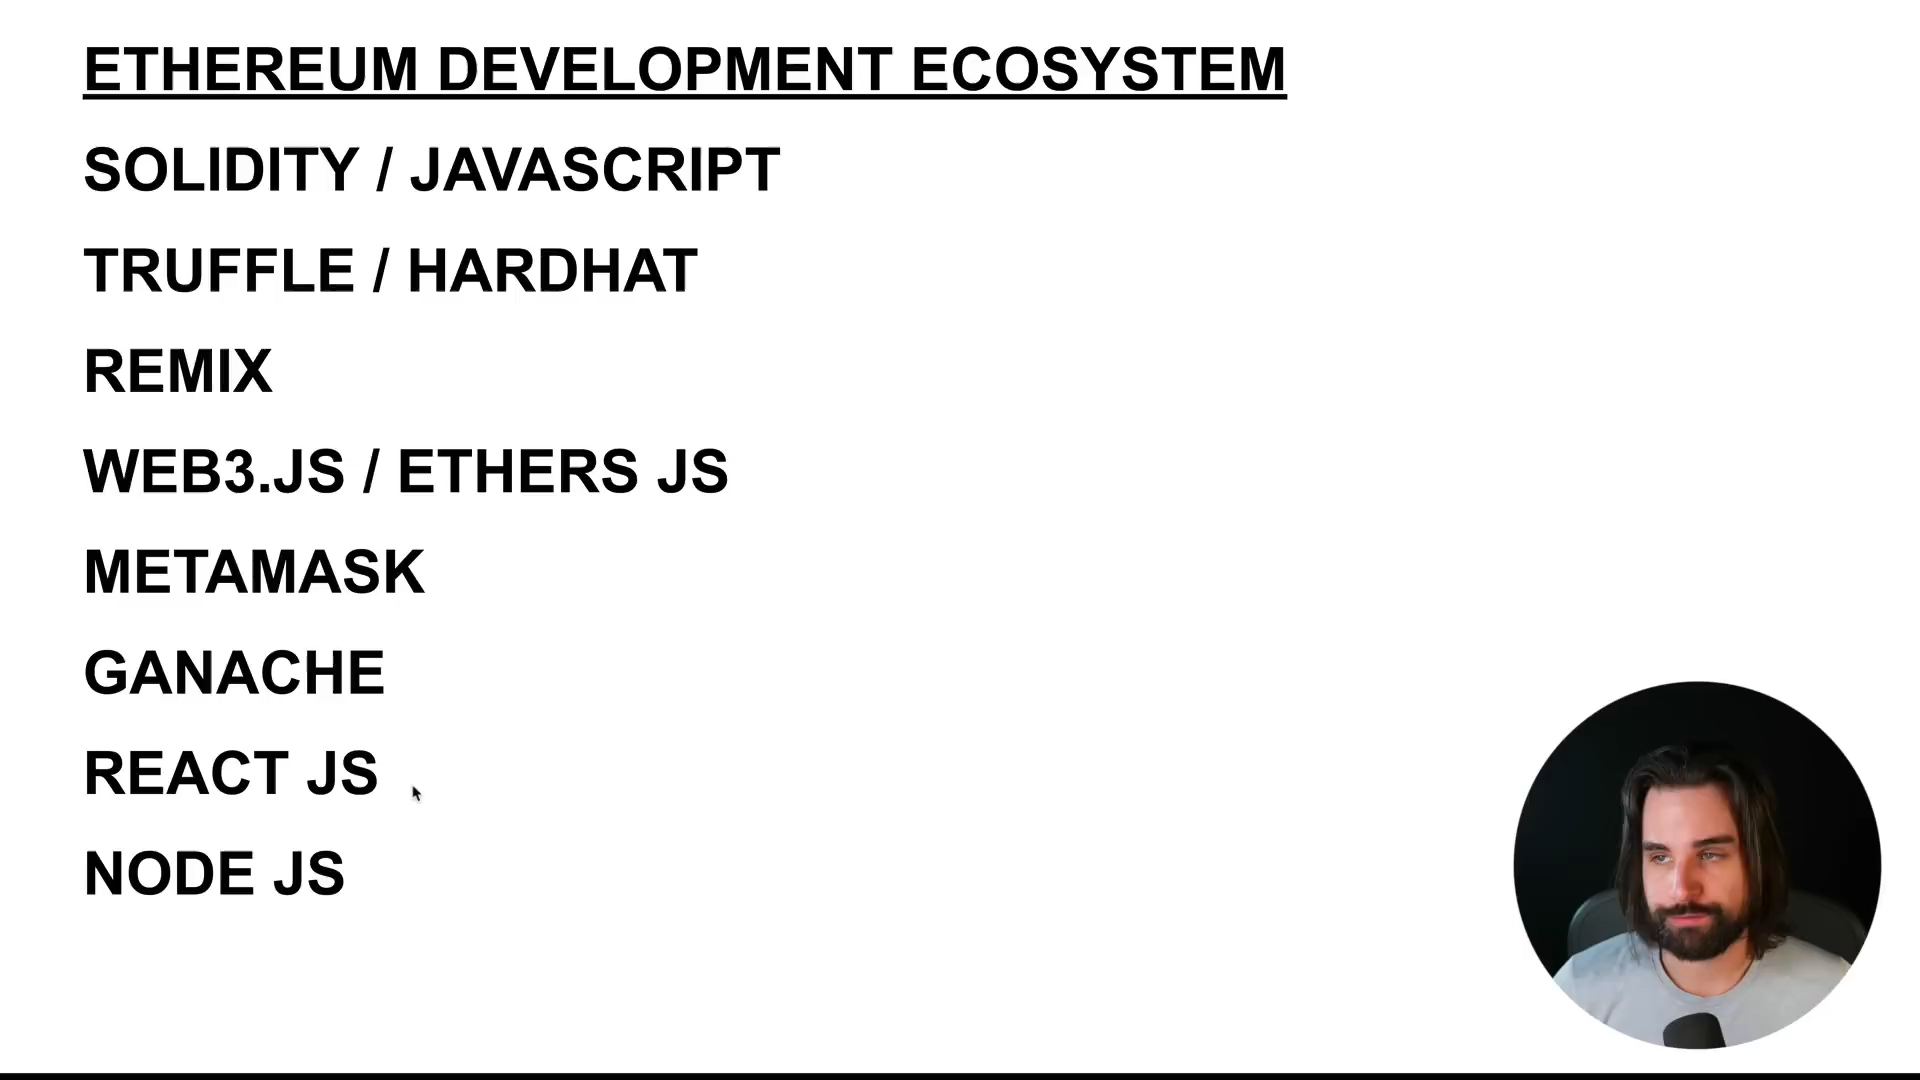 ETHEREUM DEVELOPMENT ECOSYSTEM
SOLIDITY / JAVASCRIPT
TRUFFLE / HARDHAT
REMIX
WEB3.JS / ETHERS JS
METAMASK
GANACHE
REACT JS
NODE JS